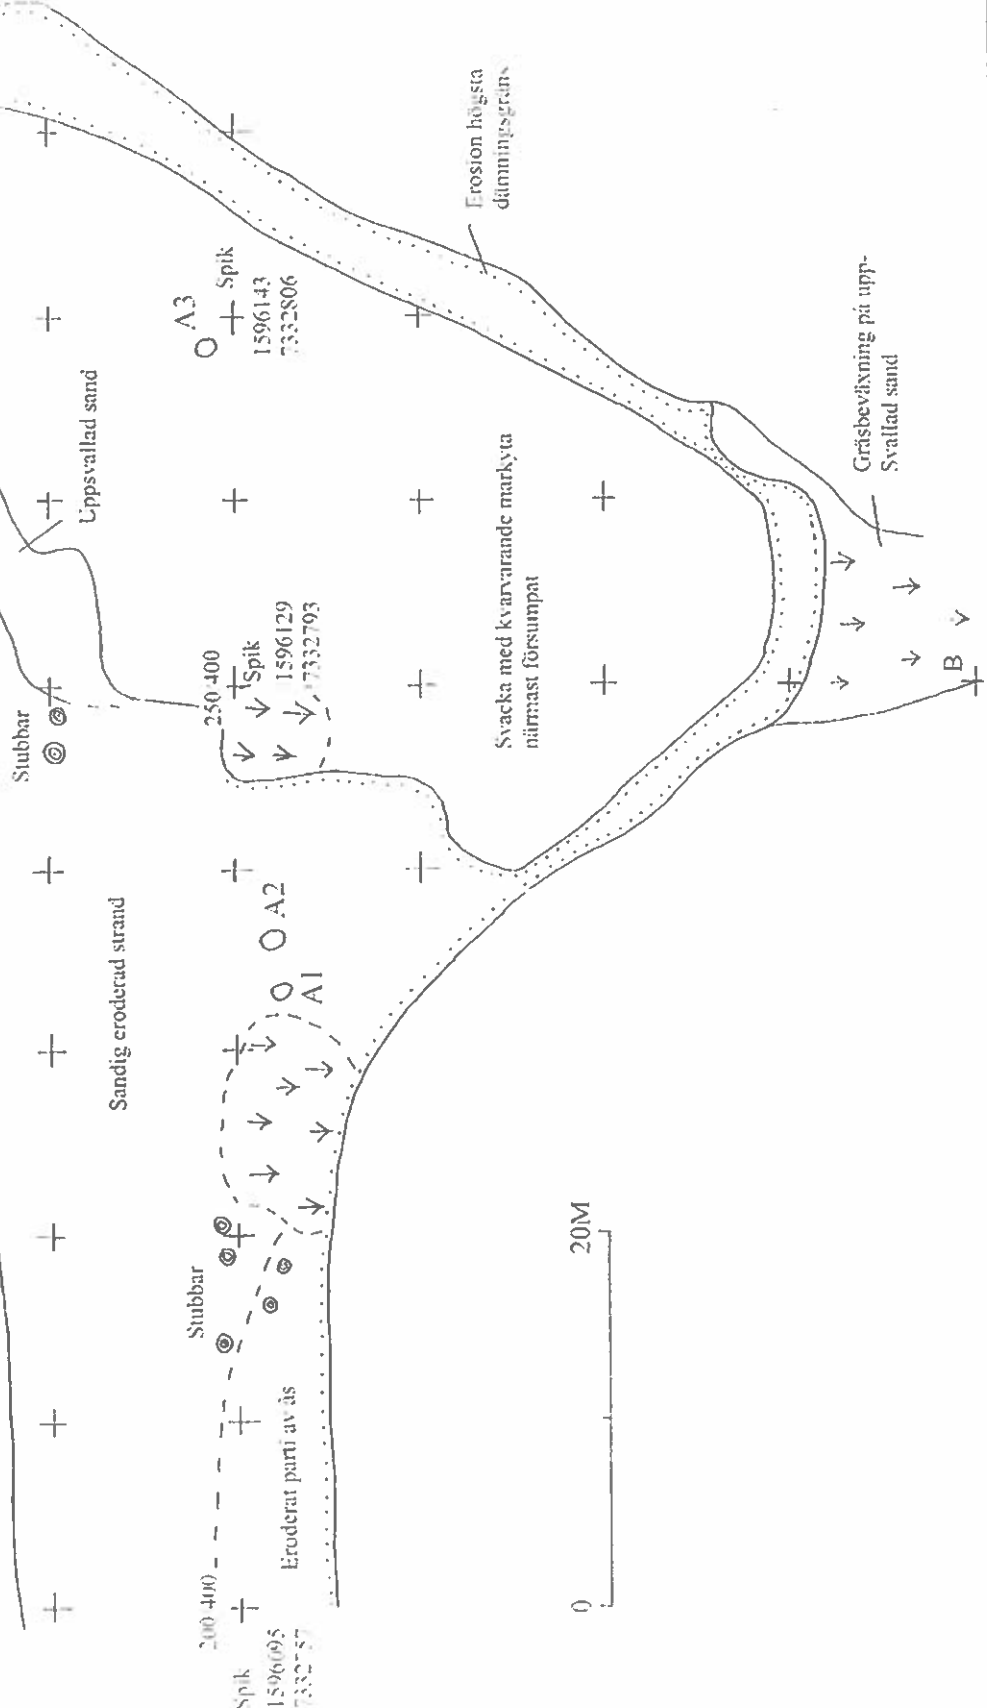 Uppsvallad sand
A3
Spik
1596143
7332806
Erosion högsta
dämningsgräns
Stubbar
250/400
Spik
1596129
7332793
Svacka med kvarvarande markyta
närmast försumpat
Gräsbeväxning på upp-
Svallad sand
B
Sandig eroderad strand
A2
A1
Stubbar
Eroderat parti av ås
200/400
Spik
1596095
0
20M